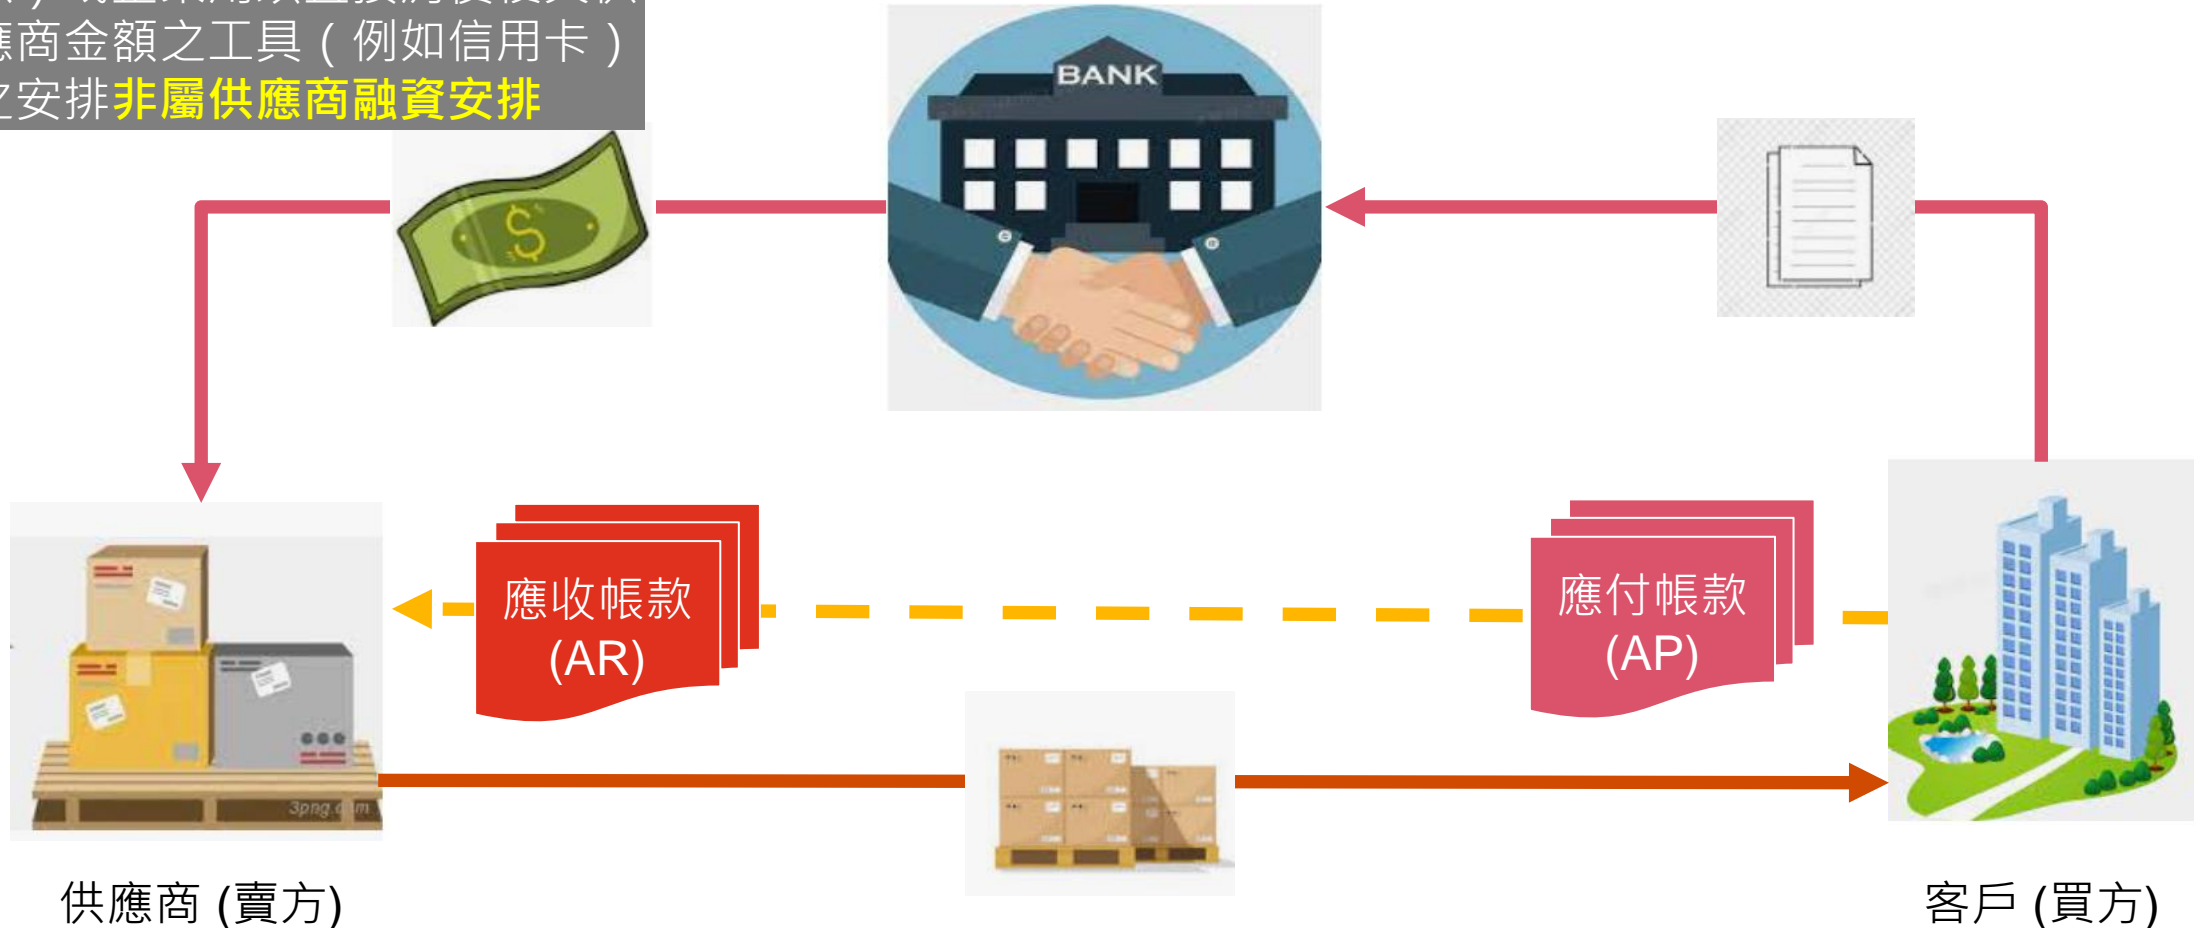 應商金額之工具（例如信用卡）
之安排非屬供應商融資安排
BANK
應收帳款
(AR)
應付帳款
(AP)
3png.c m
供應商 (賣方)
客戶 (買方)